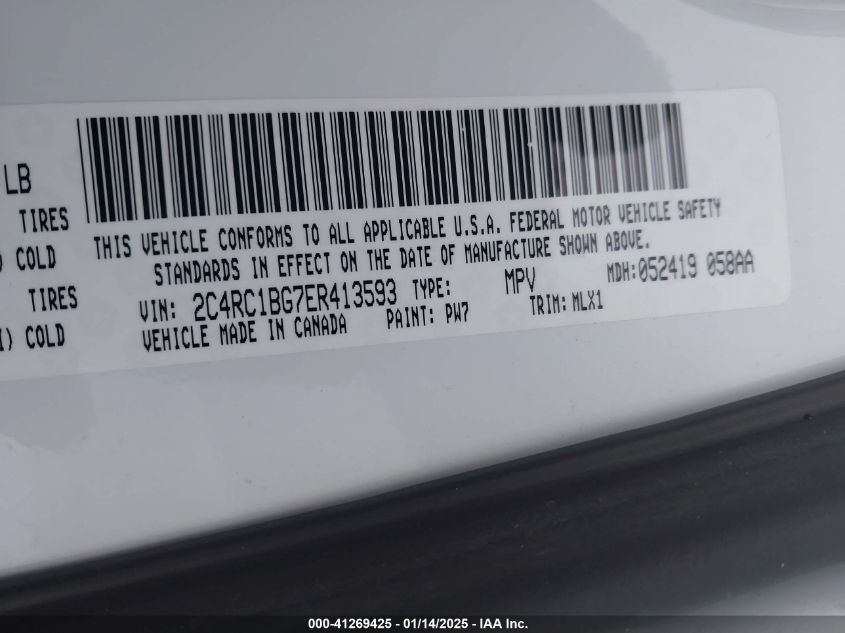 LB
TIRES
) COLD
TIRES
I) COLD
THIS VEHICLE CONFORMS TO ALL APPLICABLE U.S.A. FEDERAL MOTOR VEHICLE SAFETY
STANDARDS IN EFFECT ON THE DATE OF MANUFACTURE SHOWN ABOVE.
VIN: 2C4RC1BG7ER413593 TYPE: MPV MDH:052419 058AA
VEHICLE MADE IN CANADA PAINT: PW7 TRIM: MLX1
000-41269425 - 01/14/2025 - IAA Inc.